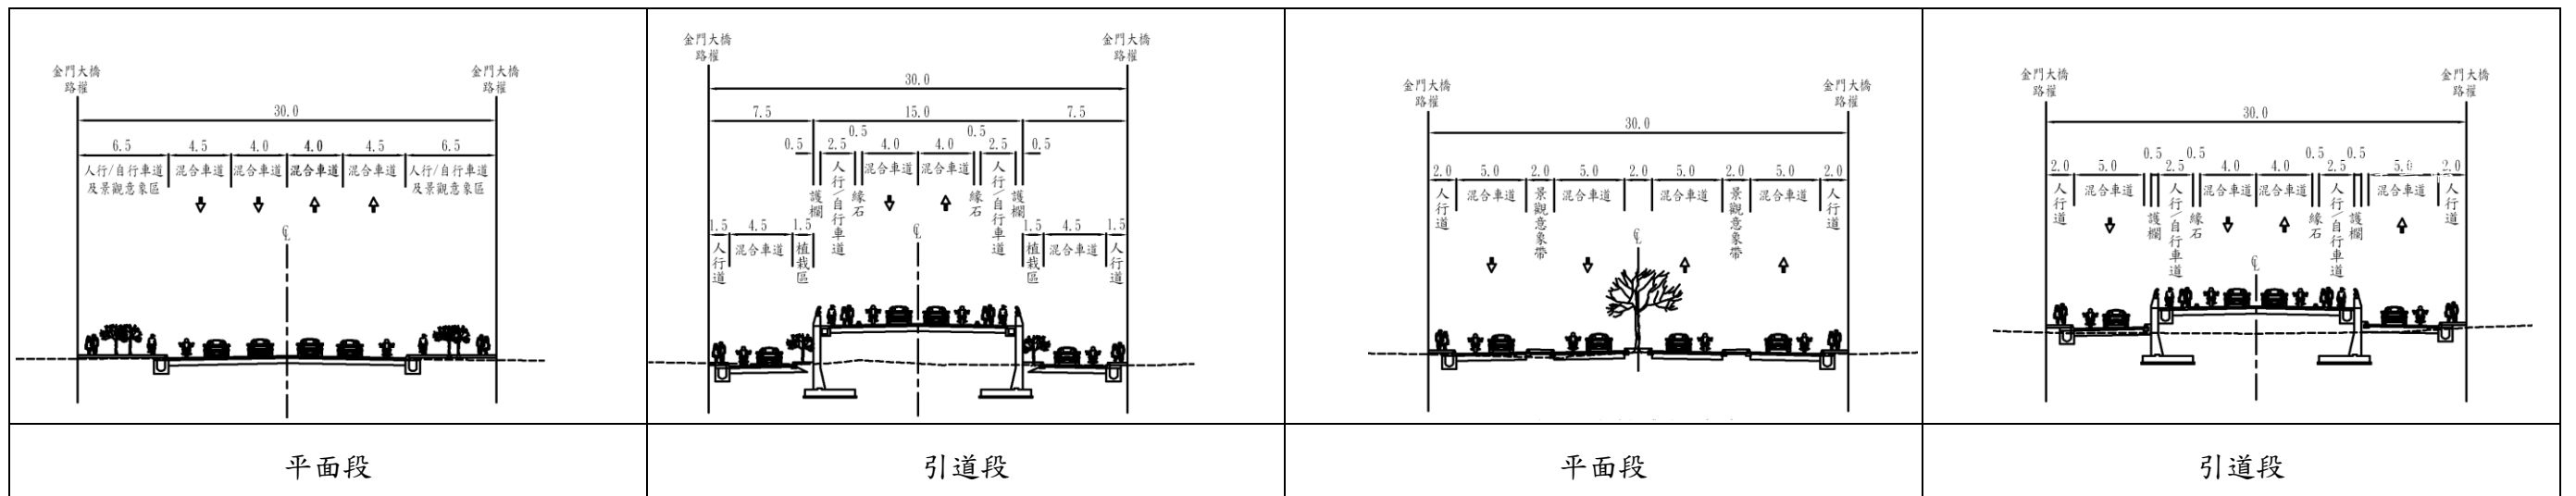 金門大橋
路權
金門大橋
路權
30.0
6.5 4.5 4.0 4.0 4.5 6.5
人行/自行車道 混合車道 混合車道 混合車道 混合車道 人行/自行車道
及景觀意象區 及景觀意象區
℄
平面段
金門大橋
路權
金門大橋
路權
30.0
7.5 15.0 7.5
0.5 2.5 0.5 4.0 4.0 0.5 2.5 0.5
護欄
人行/自行車道
緣石
混合車道 混合車道
緣石
人行/自行車道
護欄
1.5 4.5 1.5 1.5 4.5 1.5
人行道
混合車道
植栽區
植栽區
混合車道
人行道
℄
引道段
金門大橋
路權
金門大橋
路權
30.0
2.0 5.0 2.0 5.0 2.0 5.0 2.0 5.0 2.0
人行道
混合車道
景觀意象帶
混合車道
混合車道
景觀意象帶
混合車道
人行道
℄
平面段
金門大橋
路權
金門大橋
路權
30.0
2.0 5.0 0.5 2.5 0.5 4.0 4.0 0.5 2.5 0.5 5.0 2.0
人行道
混合車道
護欄
人行/自行車道
緣石
混合車道 混合車道
緣石
人行/自行車道
護欄
混合車道
人行道
℄
引道段